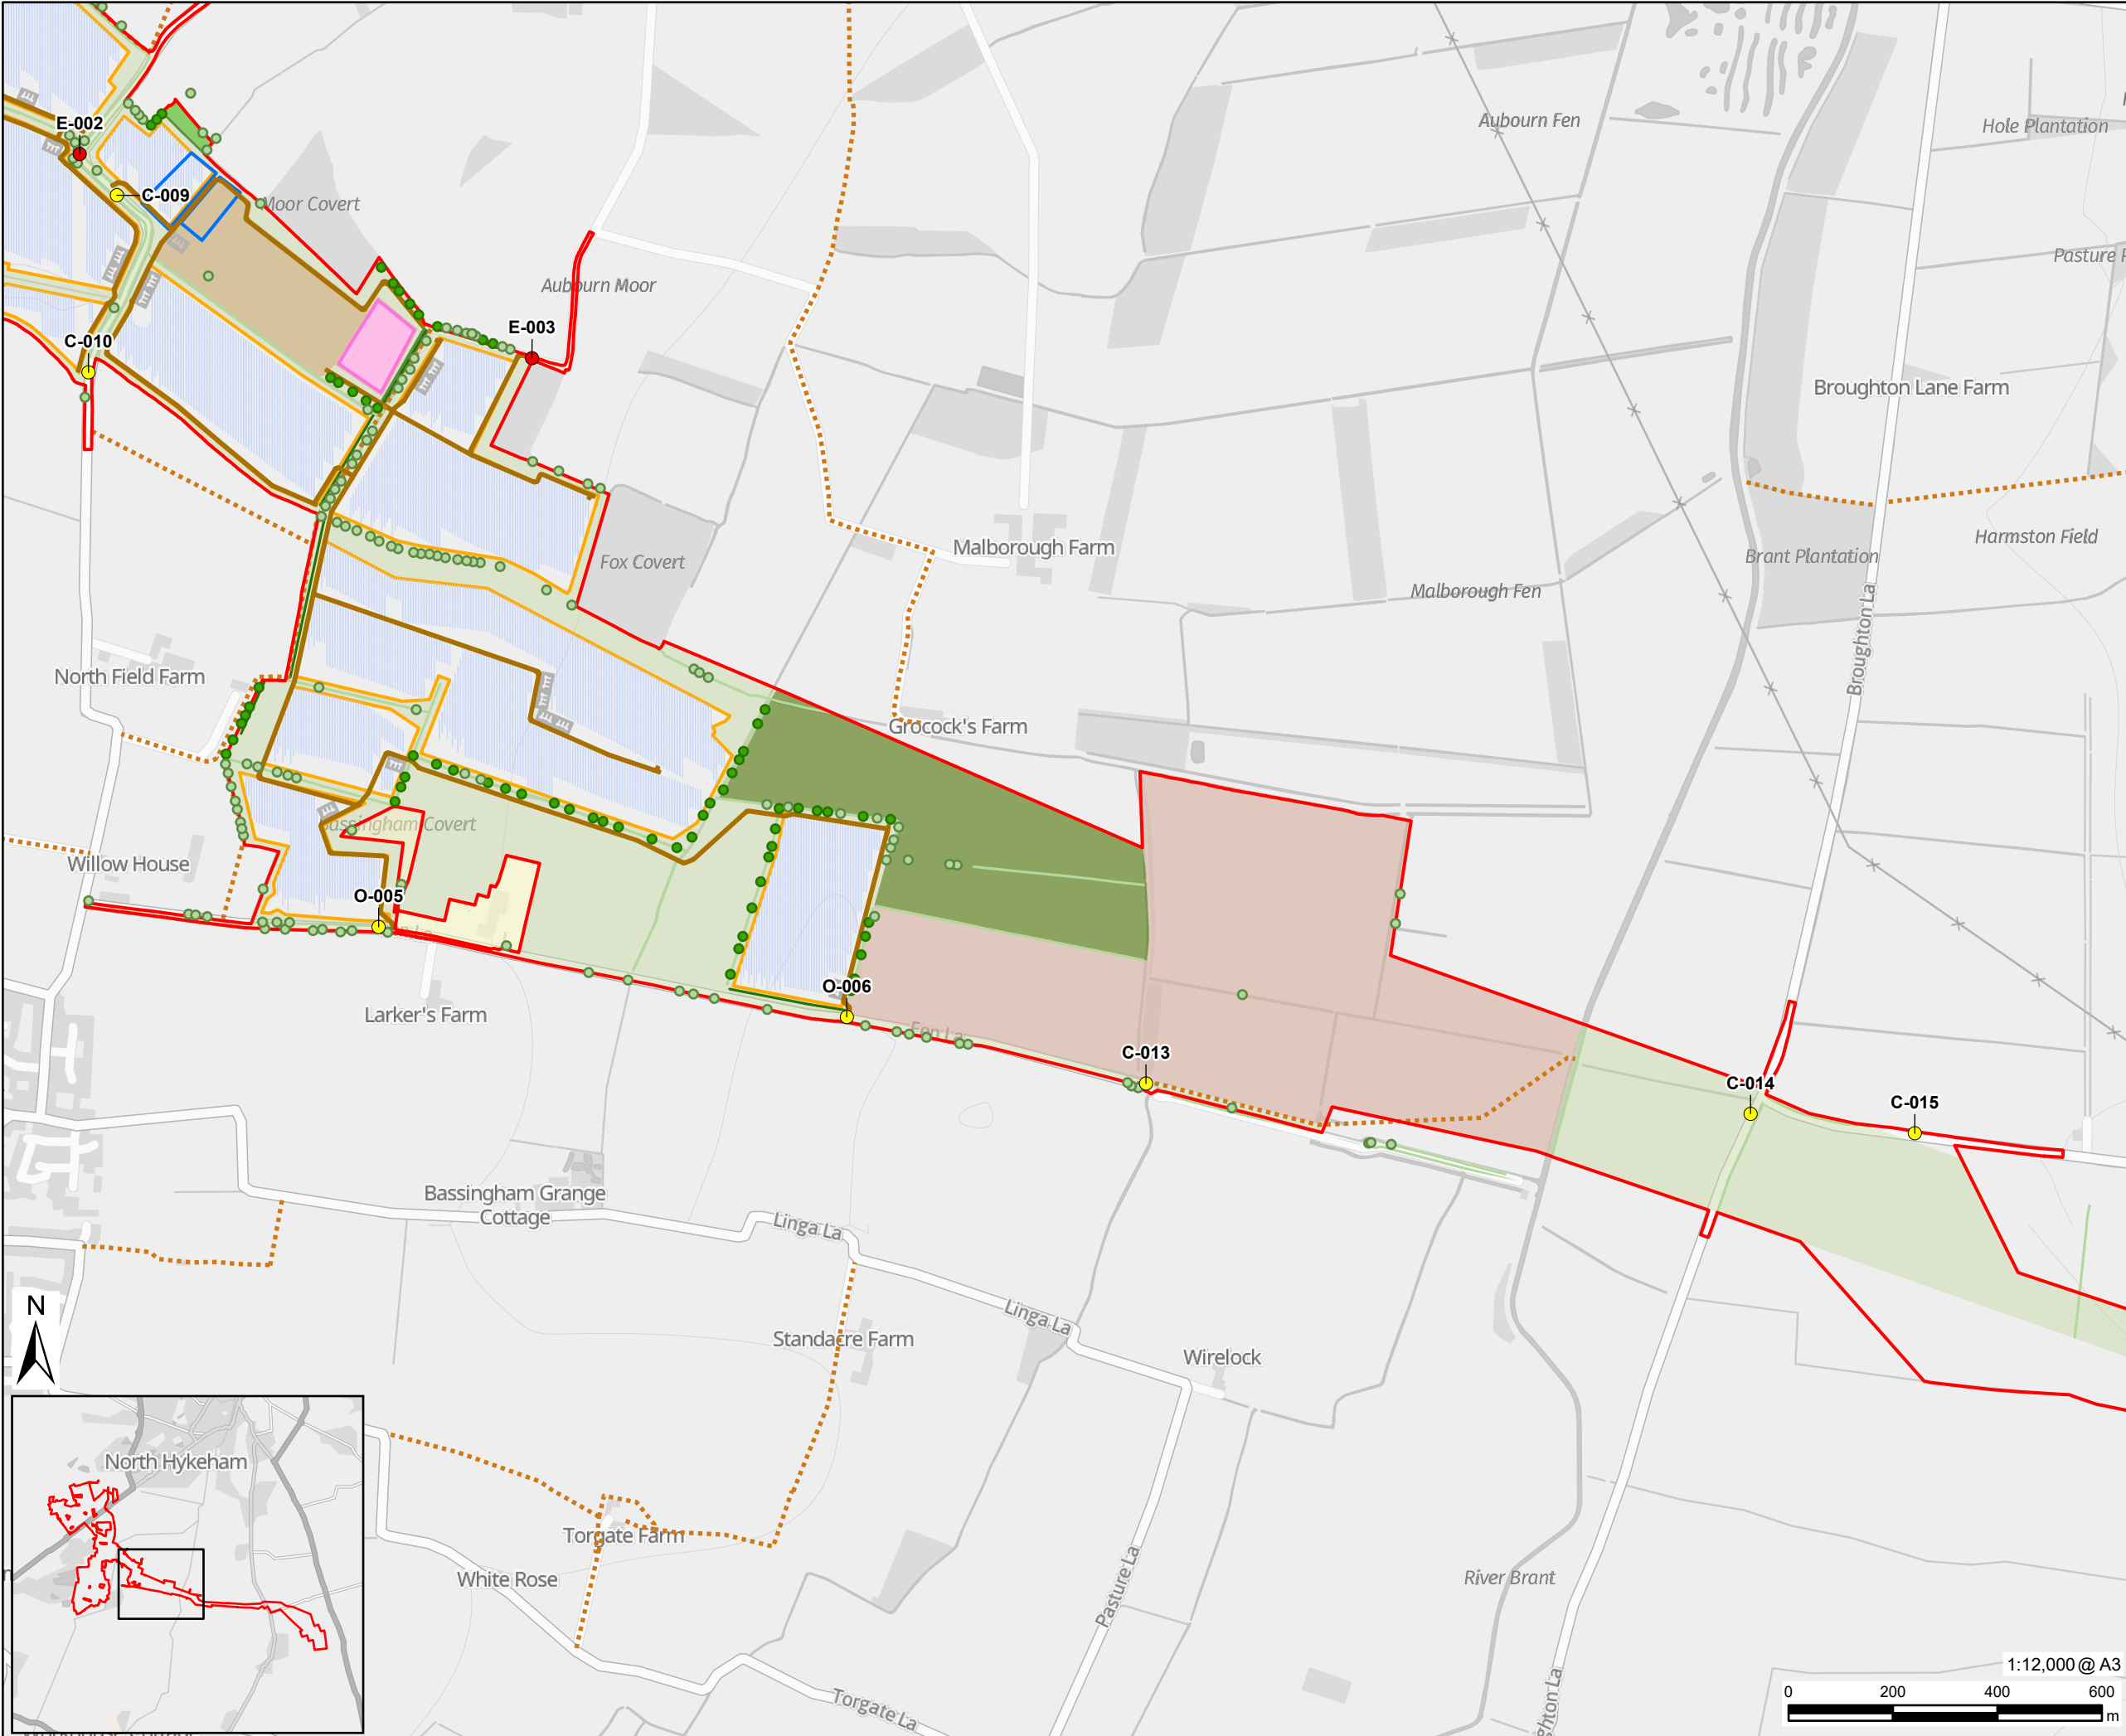 Aubourn Fen
Hole Plantation
E-002
C-009
Moor Covert
Aubourn Moor
E-003
C-010
Broughton Lane Farm
Malborough Farm
Harmston Field
Fox Covert
Brant Plantation
Malborough Fen
Broughton La
North Field Farm
Grocock's Farm
Bassingham Covert
Willow House
O-005
O-006
Larker's Farm
Fen La
C-013
C-014
C-015
Bassingham Grange
Cottage
Linga La
N
Linga La
Standacre Farm
Wirelock
North Hykeham
Torgate Farm
White Rose
Pasture La
River Brant
Torgate La
1:12,000 @ A3
0 200 400 600
m